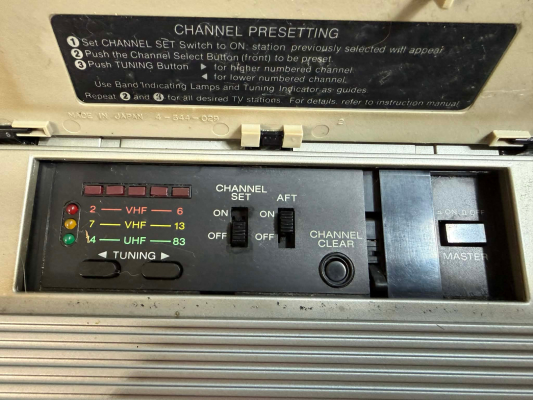 CHANNEL PRESETTING
1 Set CHANNEL SET Switch to ON; station previously selected will appear.
2 Push the Channel Select Button (front) to be preset.
3 Push TUNING Button ▶ for higher numbered channel
◀ for lower numbered channel.
Use Band Indicating Lamps and Tuning Indicator as guides
Repeat 2 and 3 for all desired TV stations. For details, refer to instruction manual
MADE IN JAPAN 4-344-029
2 — VHF — 6
7 — VHF — 13
14 — UHF — 83
◀ TUNING ▶
CHANNEL
SET
ON
OFF
AFT
ON
OFF
CHANNEL
CLEAR
ON OFF
MASTER